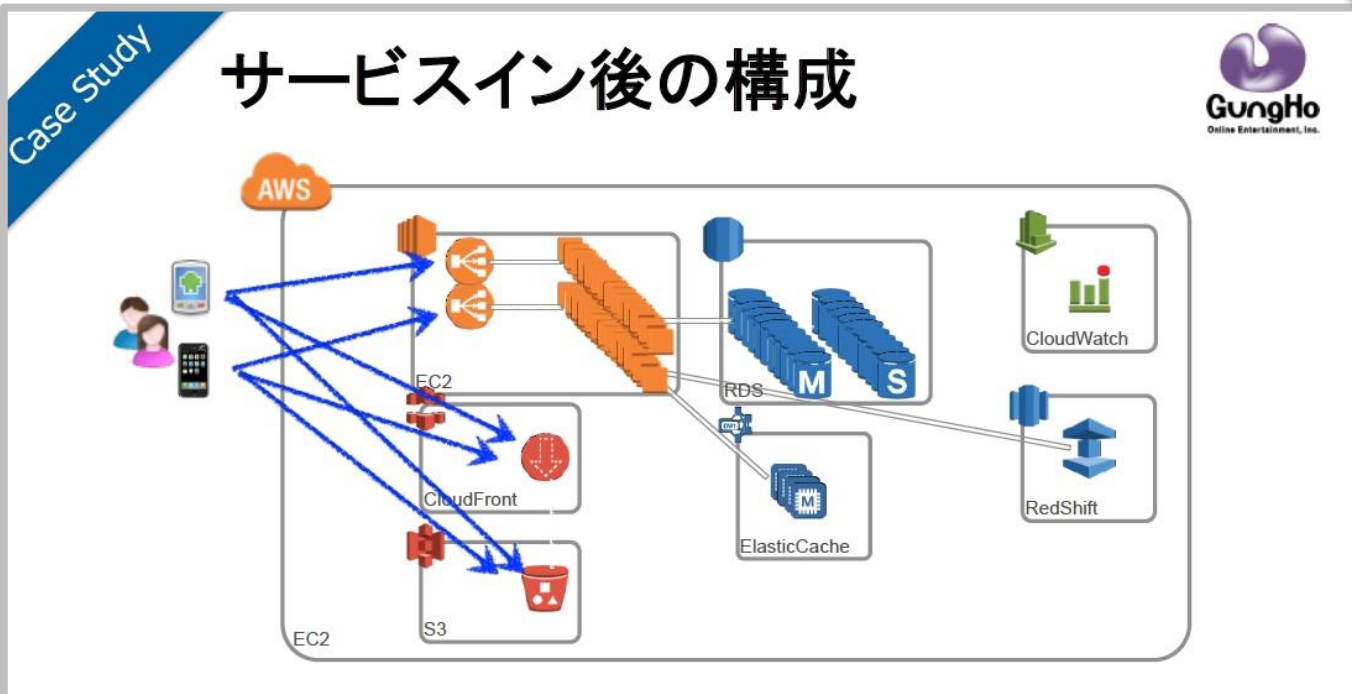 Case Study
サービスイン後の構成
GungHo
Online Entertainment, Inc.
AWS
EC2
RDS
M
S
CloudWatch
CloudFront
M
ElasticCache
RedShift
S3
EC2